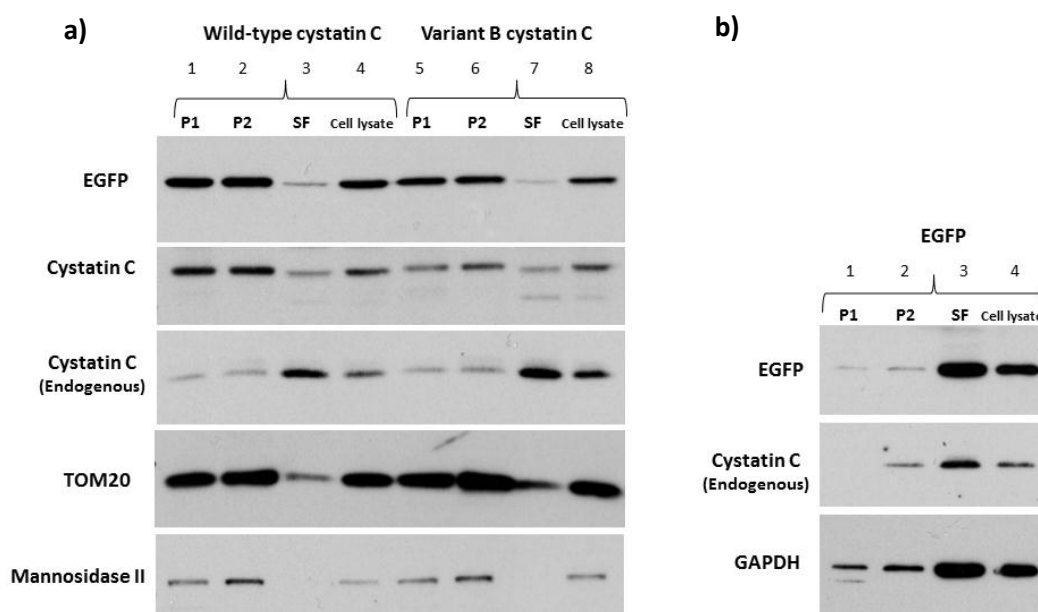 a)
Wild-type cystatin C Variant B cystatin C
1 2 3 4 5 6 7 8
P1 P2 SF Cell lysate P1 P2 SF Cell lysate
EGFP
Cystatin C
Cystatin C
(Endogenous)
TOM20
Mannosidase II
b)
EGFP
1 2 3 4
P1 P2 SF Cell lysate
EGFP
Cystatin C
(Endogenous)
GAPDH